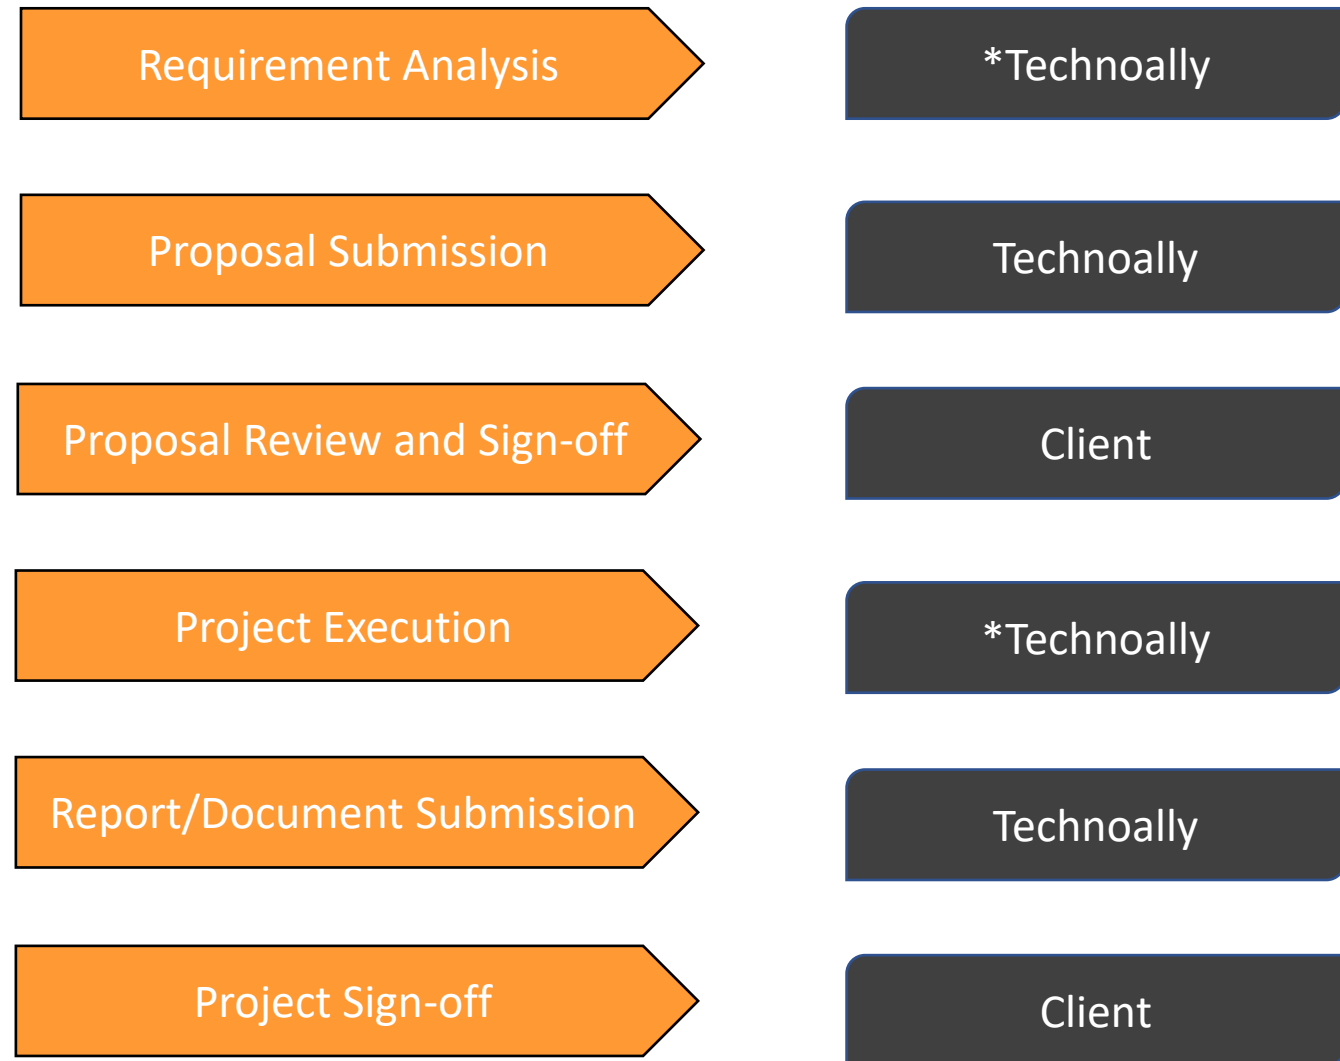 Requirement Analysis
*Technoally
Proposal Submission
Technoally
Proposal Review and Sign-off
Client
Project Execution
*Technoally
Report/Document Submission
Technoally
Project Sign-off
Client